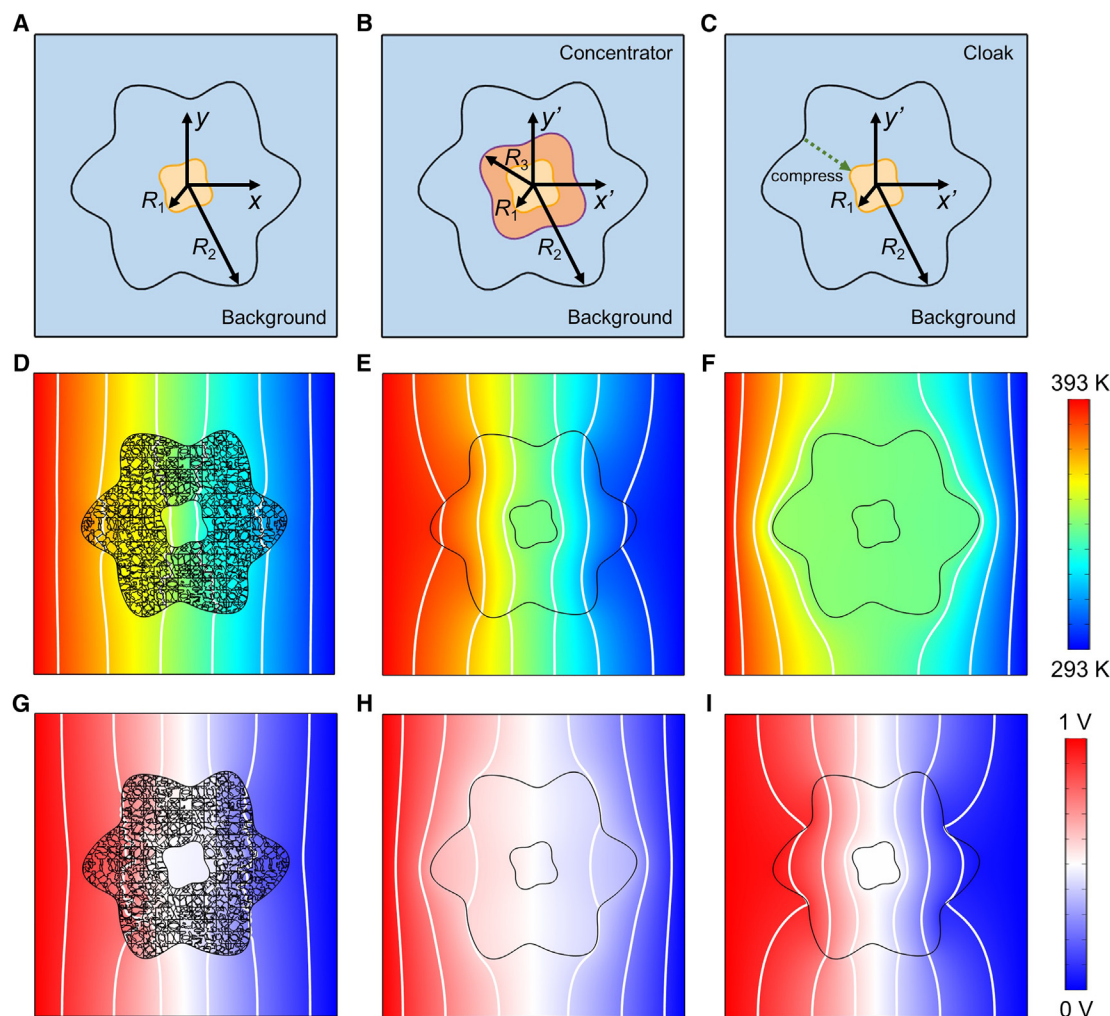 A
B
C
Concentrator
Cloak
y
y’
y’
R3
compress
R1
x
R1
x’
R1
x’
R2
R2
R2
Background
Background
Background
D
E
F
393 K
293 K
G
H
I
1 V
0 V